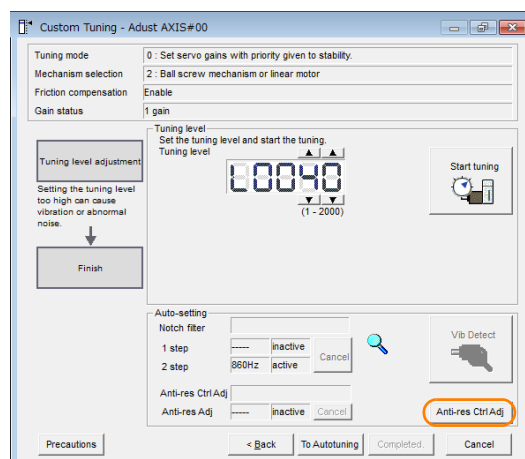 Custom Tuning - Adust AXIS#00
Tuning mode
0 : Set servo gains with priority given to stability.
Mechanism selection
2 : Ball screw mechanism or linear motor
Friction compensation
Enable
Gain status
1 gain
Tuning level adjustment
Setting the tuning level
too high can cause
vibration or abnormal
noise.
Finish
Tuning level
Set the tuning level and start the tuning.
Tuning level
L0040
(1 - 2000)
Start tuning
Auto-setting
Notch filter
1 step
-----
inactive
2 step
860Hz
active
Cancel
Vib Detect
Anti-res Ctrl Adj
Anti-res Adj
-----
inactive
Cancel
Anti-res Ctrl Adj
Precautions
< Back
To Autotuning
Completed.
Cancel